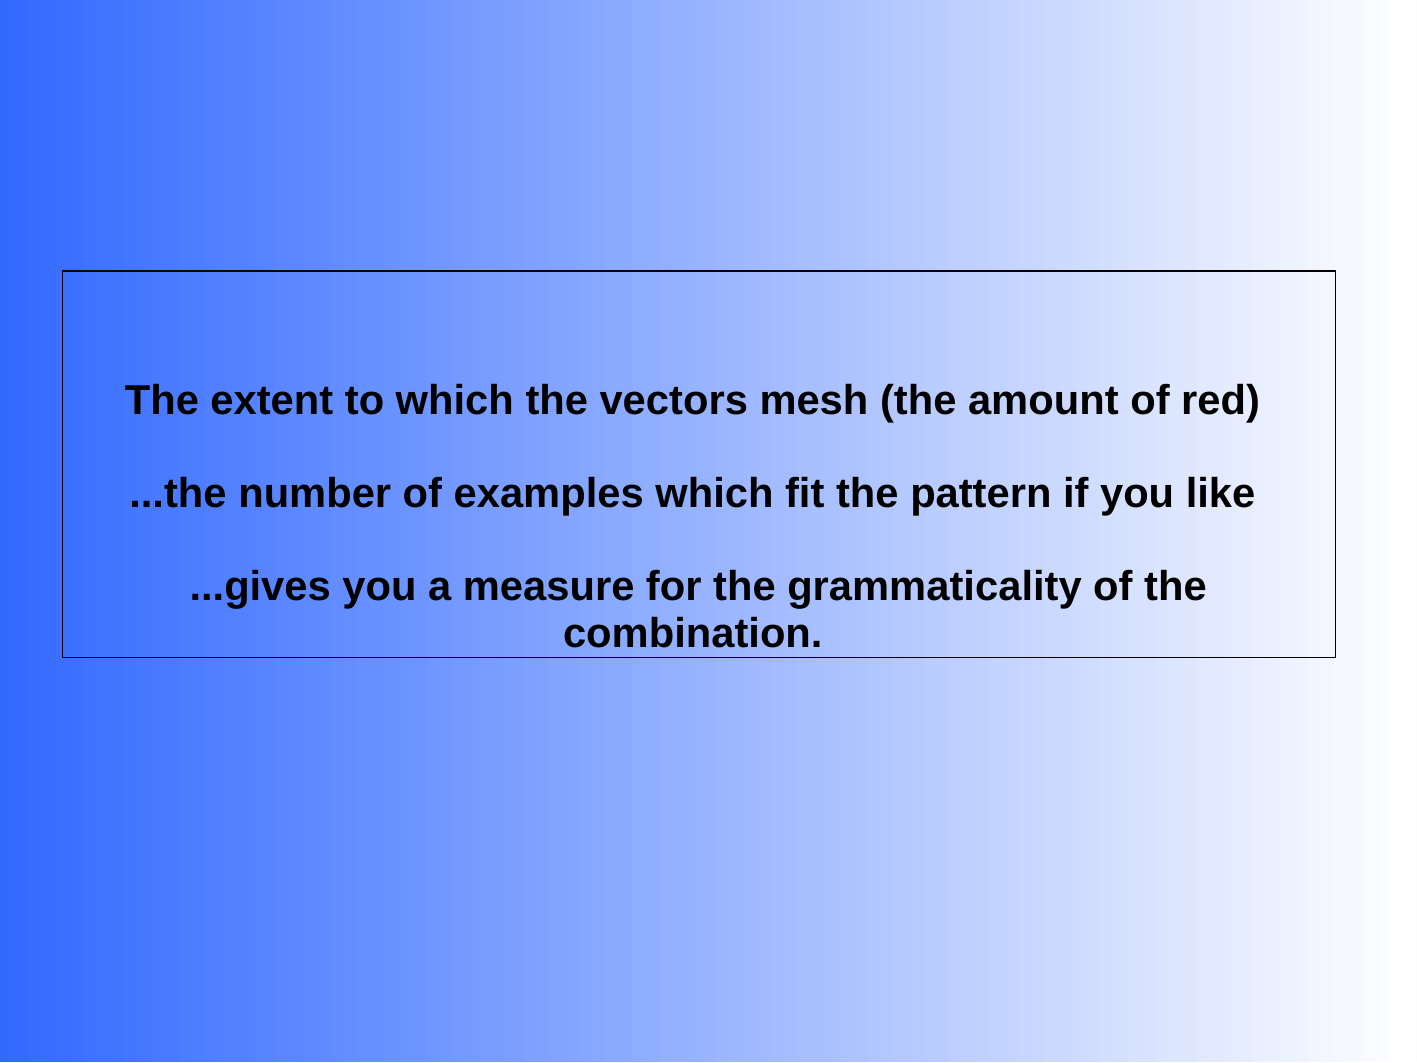 The extent to which the vectors mesh (the amount of red)
...the number of examples which fit the pattern if you like
...gives you a measure for the grammaticality of the
combination.